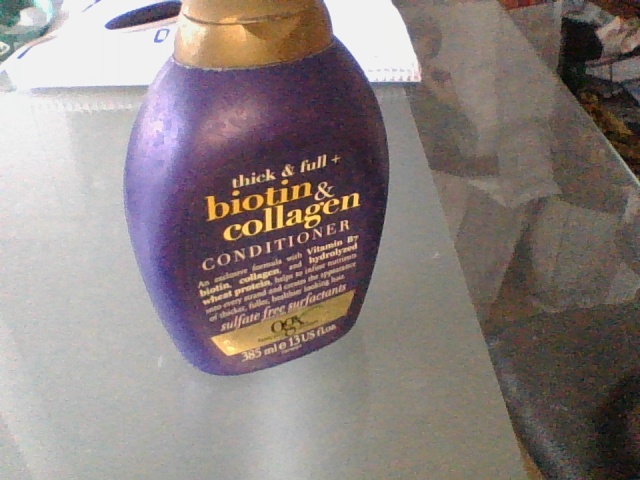 thick & full +
biotin &
collagen
CONDITIONER
An exclusive formula with Vitamin B7
biotin, collagen, and hydrolyzed
wheat protein, helps to infuse nutrients
into every strand and creates the appearance
of thicker, fuller, healthier looking hair.
sulfate free surfactants
ogx
385 ml e 13 US fl oz